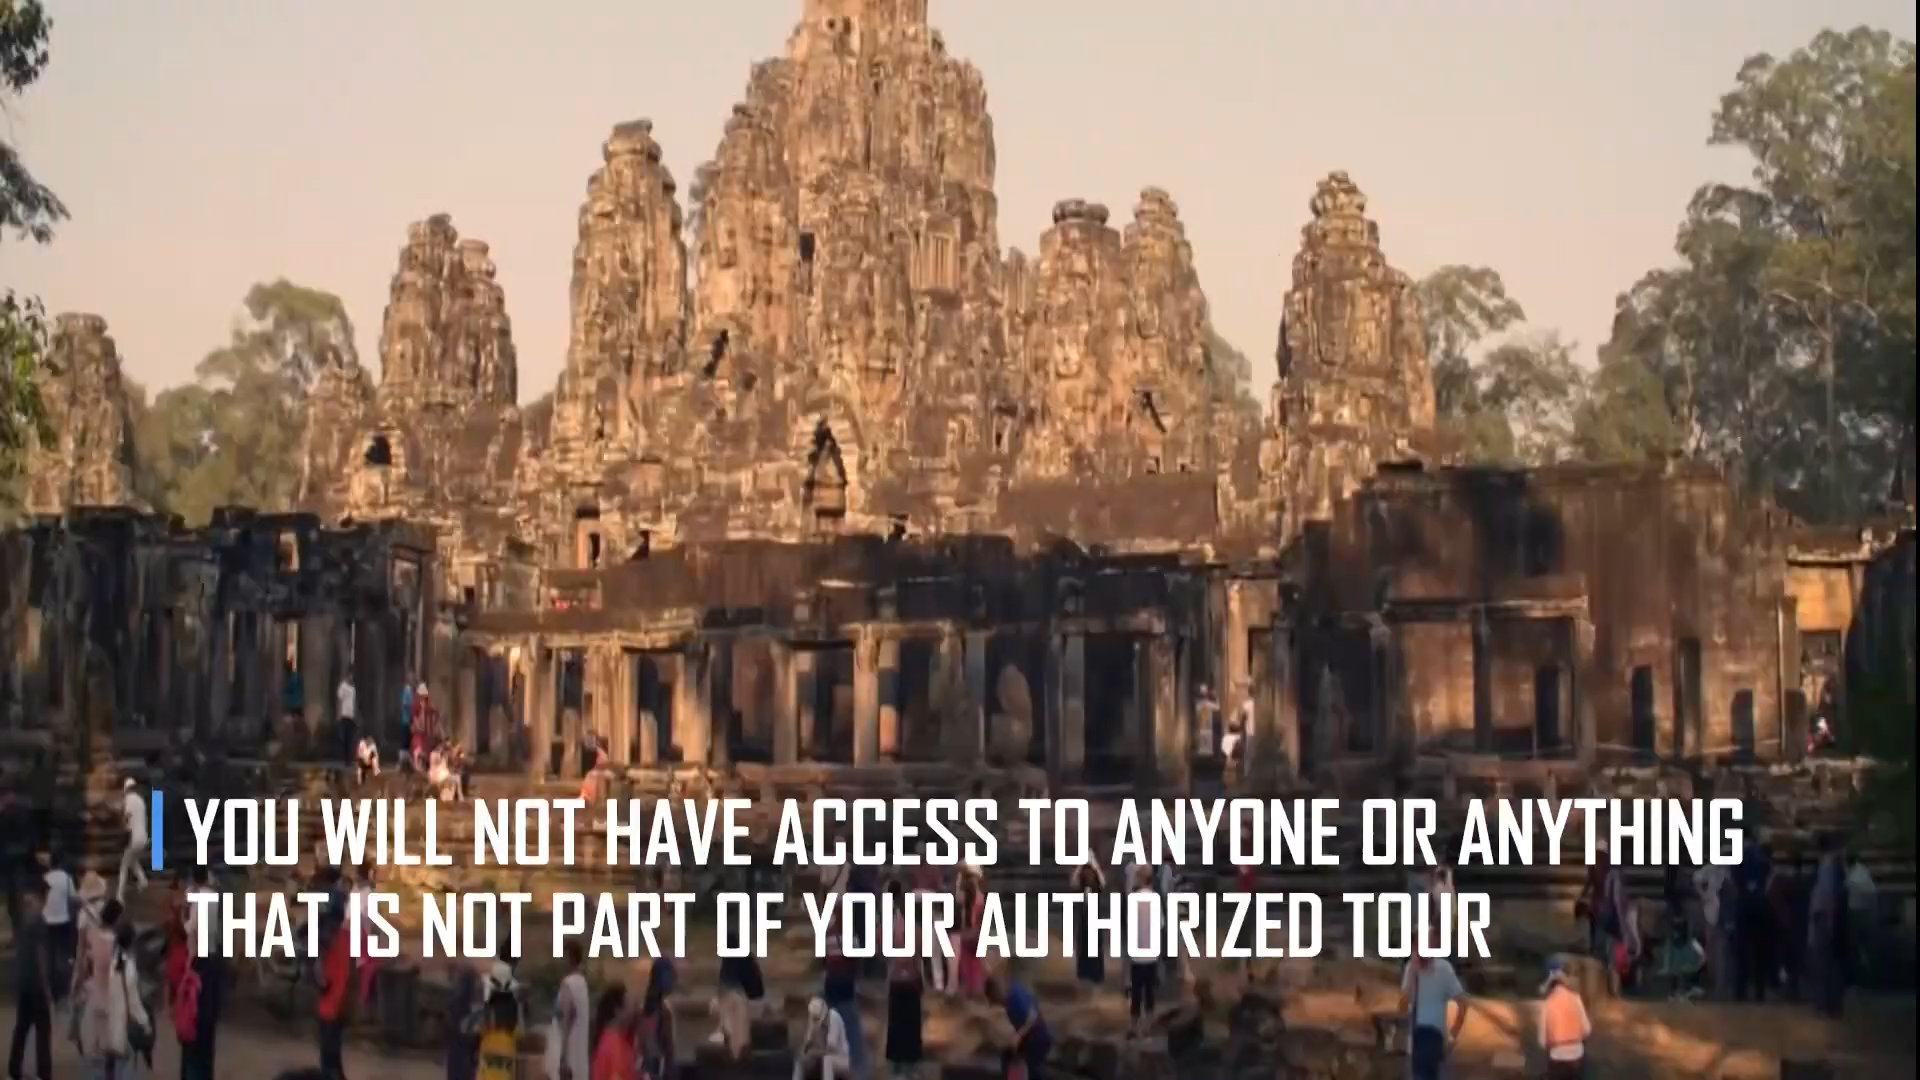 YOU WILL NOT HAVE ACCESS TO ANYONE OR ANYTHING
THAT IS NOT PART OF YOUR AUTHORIZED TOUR